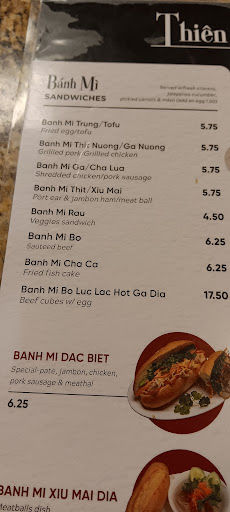 Thiên
Bánh Mì
SANDWICHES
Served w/fresh cilantro,
jalapenos cucumber,
pickled carrots & mayo (add an egg 1.00)
Banh Mi Trung/Tofu 5.75
Fried egg/tofu
Banh Mi Thit Nuong/Ga Nuong 5.75
Grilled pork/Grilled chicken
Banh Mi Ga/Cha Lua 5.75
Shredded chicken/pork sausage
Banh Mi Thit/Xiu Mai 5.75
Port ear & jambon ham/meat ball
Banh Mi Rau 4.50
Veggies sandwich
Banh Mi Bo 6.25
Sauteed beef
Banh Mi Cha Ca 6.25
Fried fish cake
Banh Mi Bo Luc Lac Hot Ga Dia 17.50
Beef cubes w/ egg
BANH MI DAC BIET
Special-pate, jambon, chicken,
pork sausage & meathal
6.25
BANH MI XIU MAI DIA
Meatballs dish